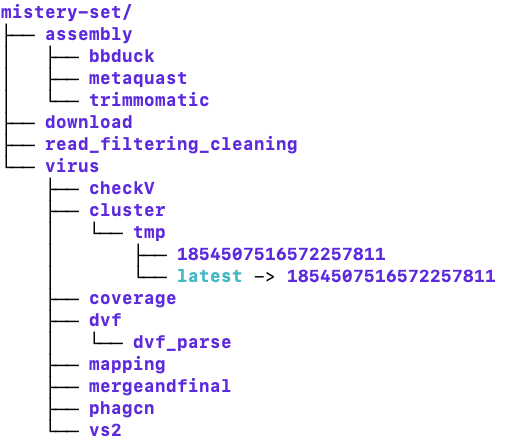 mistery-set/
├── assembly
│   ├── bbduck
│   ├── metaquast
│   └── trimmomatic
├── download
├── read_filtering_cleaning
└── virus
    ├── checkV
    ├── cluster
    │   └── tmp
    │       ├── 1854507516572257811
    │       └── latest -> 1854507516572257811
    ├── coverage
    ├── dvf
    │   └── dvf_parse
    ├── mapping
    ├── mergeandfinal
    ├── phagcn
    └── vs2